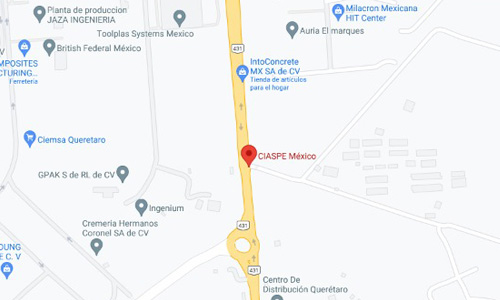 Planta de produccion
JAZA INGENIERIA
Toolplas Systems Mexico
Milacron Mexicana
HIT Center
Auria El marques
British Federal México
431
IntoConcrete
MX SA de CV
Tienda de artículos
para el hogar
OMPOSITES
CTURING...
Ferretería
Ciemsa Queretaro
CIASPE México
GPAK S de RL de CV
Ingenium
Cremería Hermanos
Coronel SA de CV
431
OUNG
E C. V
431
Centro De
Distribución Querétaro